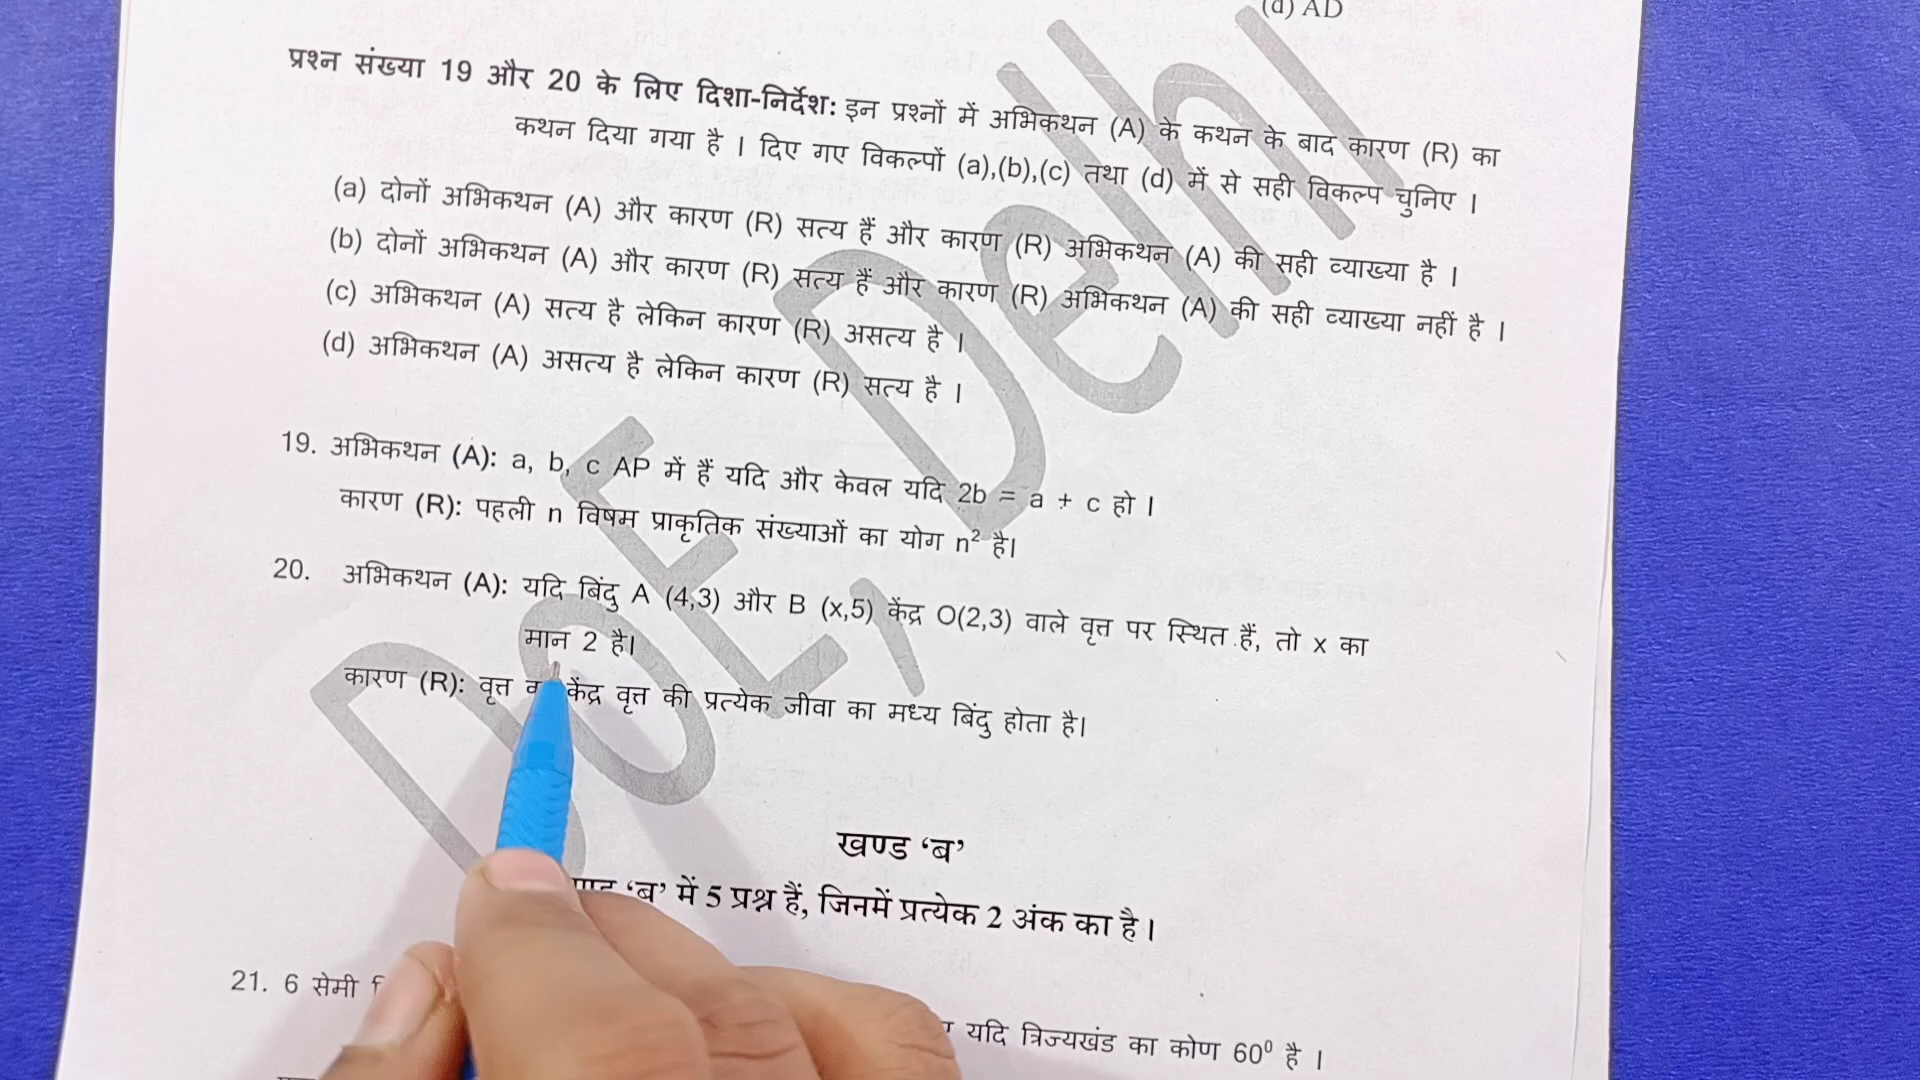 (d) AD
प्रश्न संख्या 19 और 20 के लिए दिशा-निर्देश: इन प्रश्नों में अभिकथन (A) के कथन के बाद कारण (R) का
कथन दिया गया है । दिए गए विकल्पों (a),(b),(c) तथा (d) में से सही विकल्प चुनिए ।
(a) दोनों अभिकथन (A) और कारण (R) सत्य हैं और कारण (R) अभिकथन (A) की सही व्याख्या है ।
(b) दोनों अभिकथन (A) और कारण (R) सत्य हैं और कारण (R) अभिकथन (A) की सही व्याख्या नहीं है ।
(c) अभिकथन (A) सत्य है लेकिन कारण (R) असत्य है ।
(d) अभिकथन (A) असत्य है लेकिन कारण (R) सत्य है ।
19. अभिकथन (A): a, b, c AP में हैं यदि और केवल यदि 2b = a + c हो ।
कारण (R): पहली n विषम प्राकृतिक संख्याओं का योग n² है।
20. अभिकथन (A): यदि बिंदु A (4,3) और B (x,5) केंद्र O(2,3) वाले वृत्त पर स्थित हैं, तो x का
मान 2 है।
कारण (R): वृत्त केंद्र वृत्त की प्रत्येक जीवा का मध्य बिंदु होता है।
खण्ड ‘ब’
‘ब’ में 5 प्रश्न हैं, जिनमें प्रत्येक 2 अंक का है ।
21. 6 सेमी
यदि त्रिज्यखंड का कोण 60⁰ है ।
DoE, Delhi